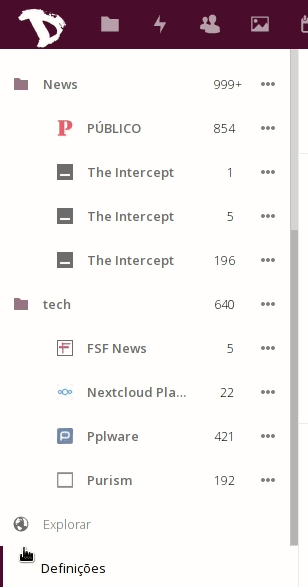 News 999+
PÚBLICO 854
The Intercept 1
The Intercept 5
The Intercept 196
tech 640
FSF News 5
Nextcloud Pla... 22
Pplware 421
Purism 192
Explorar
Definições